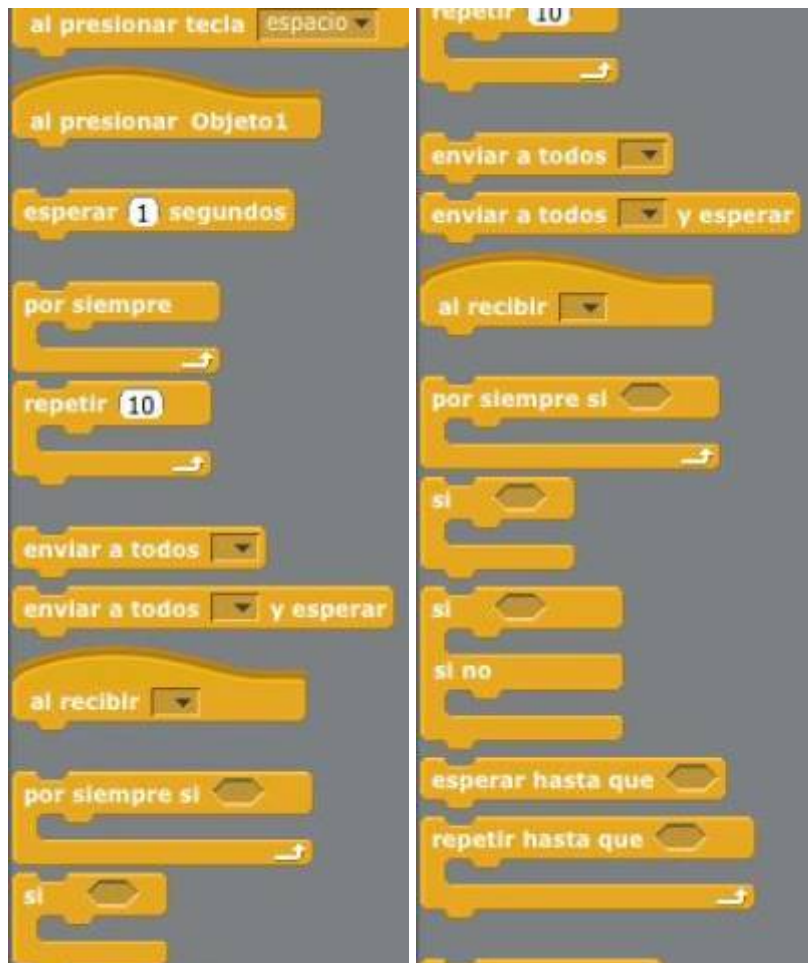 al presionar tecla espacio
al presionar Objeto1
esperar 1 segundos
por siempre
repetir 10
enviar a todos
enviar a todos y esperar
al recibir
por siempre si
si
repetir 10
enviar a todos
enviar a todos y esperar
al recibir
por siempre si
si
si
si no
esperar hasta que
repetir hasta que